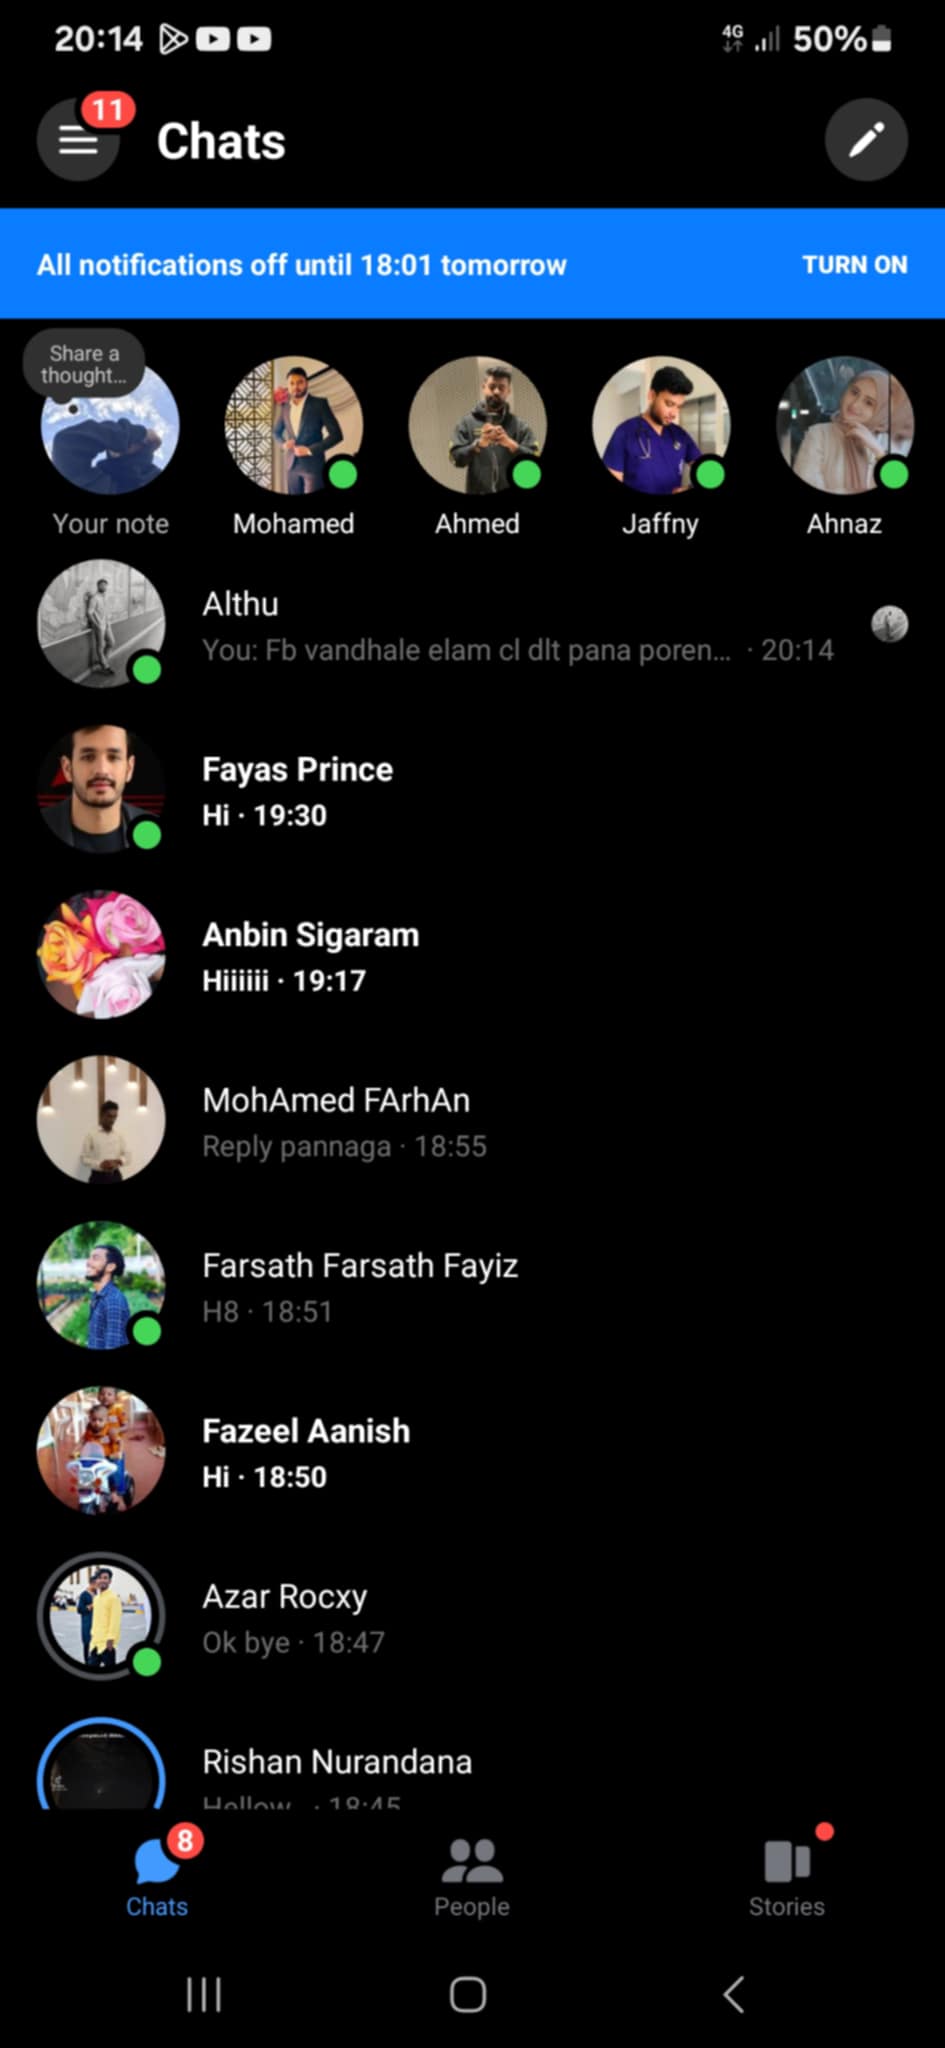 20:14
4G
50%
11
Chats
All notifications off until 18:01 tomorrow
TURN ON
Share a
thought...
Your note
Mohamed
Ahmed
Jaffny
Ahnaz
Althu
You: Fb vandhale elam cl dlt pana poren... · 20:14
Fayas Prince
Hi · 19:30
Anbin Sigaram
Hiiiiii · 19:17
MohAmed FArhAn
Reply pannaga · 18:55
Farsath Farsath Fayiz
H8 · 18:51
Fazeel Aanish
Hi · 18:50
Azar Rocxy
Ok bye · 18:47
Rishan Nurandana
Hellow.. · 18:45
8
Chats
People
Stories